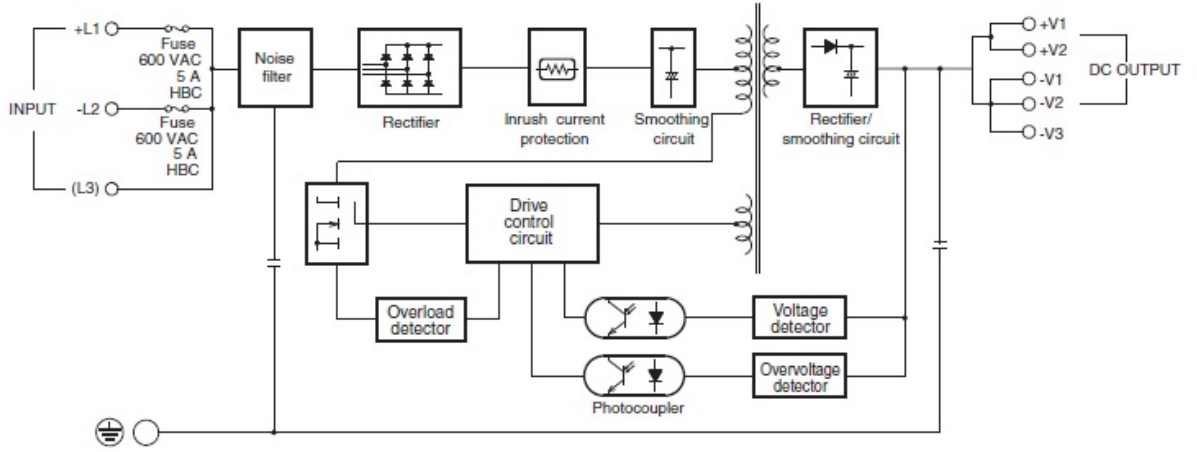 +L1
Fuse
600 VAC
5 A
HBC
INPUT
-L2
Fuse
600 VAC
5 A
HBC
(L3)
Noise
filter
Rectifier
Inrush current
protection
Smoothing
circuit
Rectifier/
smoothing circuit
+V1
+V2
-V1
-V2
-V3
DC OUTPUT
Drive
control
circuit
Overload
detector
Voltage
detector
Overvoltage
detector
Photocoupler